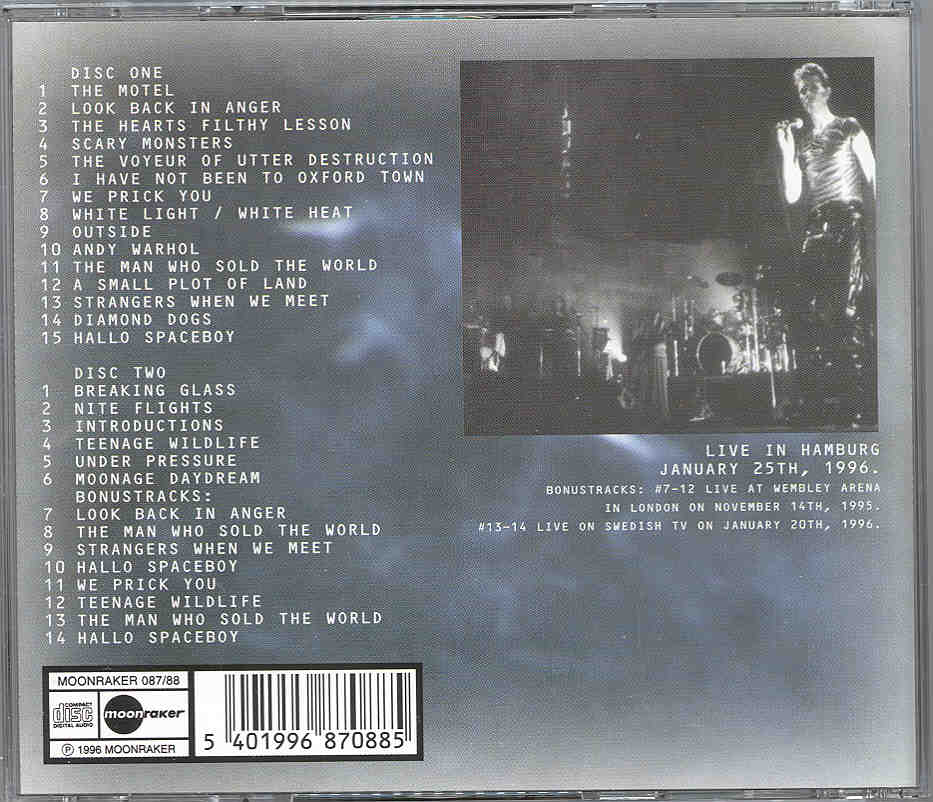 DISC ONE
1 THE MOTEL
2 LOOK BACK IN ANGER
3 THE HEARTS FILTHY LESSON
4 SCARY MONSTERS
5 THE VOYEUR OF UTTER DESTRUCTION
6 I HAVE NOT BEEN TO OXFORD TOWN
7 WE PRICK YOU
8 WHITE LIGHT / WHITE HEAT
9 OUTSIDE
10 ANDY WARHOL
11 THE MAN WHO SOLD THE WORLD
12 A SMALL PLOT OF LAND
13 STRANGERS WHEN WE MEET
14 DIAMOND DOGS
15 HALLO SPACEBOY
DISC TWO
1 BREAKING GLASS
2 NITE FLIGHTS
3 INTRODUCTIONS
4 TEENAGE WILDLIFE
5 UNDER PRESSURE
6 MOONAGE DAYDREAM
BONUSTRACKS:
7 LOOK BACK IN ANGER
8 THE MAN WHO SOLD THE WORLD
9 STRANGERS WHEN WE MEET
10 HALLO SPACEBOY
11 WE PRICK YOU
12 TEENAGE WILDLIFE
13 THE MAN WHO SOLD THE WORLD
14 HALLO SPACEBOY
LIVE IN HAMBURG
JANUARY 25TH, 1996.
BONUSTRACKS: #7-12 LIVE AT WEMBLEY ARENA
IN LONDON ON NOVEMBER 14TH, 1995.
#13-14 LIVE ON SWEDISH TV ON JANUARY 20TH, 1996.
MOONRAKER 087/88
COMPACT
disc
DIGITAL AUDIO
moonraker
℗ 1996 MOONRAKER
5 401996 870885